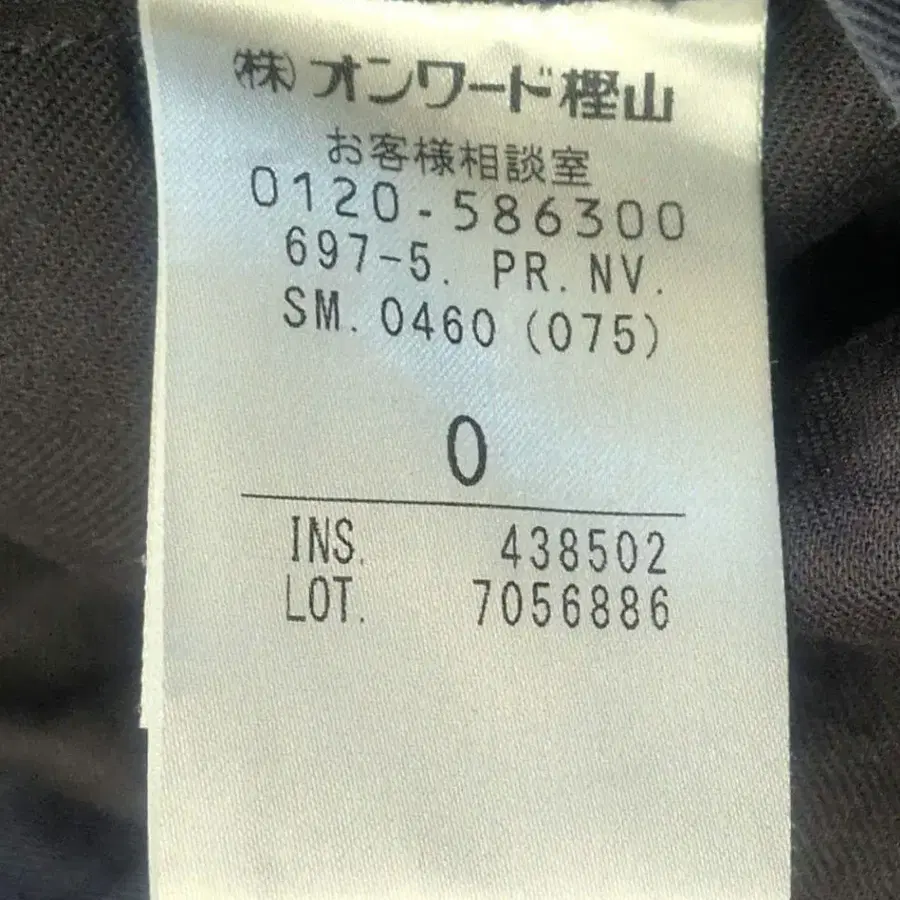 ㈱オンワード樫山
お客様相談室
0120-586300
697-5. PR.NV.
SM.0460 (075)
0
INS. 438502
LOT. 7056886